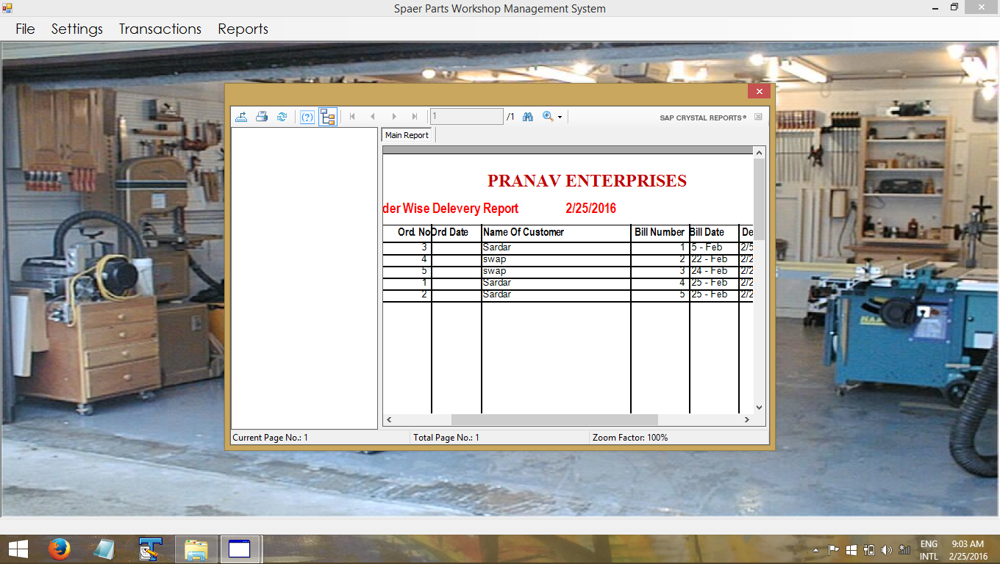 Spaer Parts Workshop Management System
File Settings Transactions Reports
1 /1 SAP CRYSTAL REPORTS®
Main Report
PRANAV ENTERPRISES
der Wise Delevery Report 2/25/2016
Ord. No Ord Date Name Of Customer Bill Number Bill Date De
3 Sardar 1 5 - Feb 2/5
4 swap 2 22 - Feb 2/2
5 swap 3 24 - Feb 2/2
1 Sardar 4 25 - Feb 2/2
2 Sardar 5 25 - Feb 2/2
Current Page No.: 1 Total Page No.: 1 Zoom Factor: 100%
ENG 9:03 AM
INTL 2/25/2016